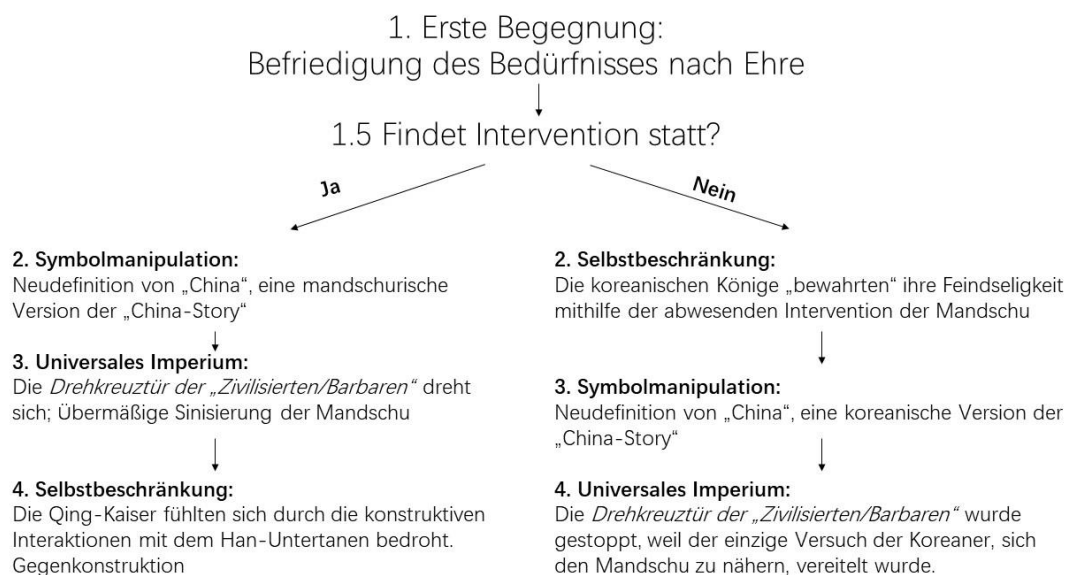 1. Erste Begegnung:
Befriedigung des Bedürfnisses nach Ehre
1.5 Findet Intervention statt?
Ja
Nein
2. Symbolmanipulation:
Neudefinition von „China“, eine mandschurische
Version der „China-Story“
3. Universales Imperium:
Die Drehkreuztür der „Zivilisierten/Barbaren“ dreht
sich; Übermäßige Sinisierung der Mandschu
4. Selbstbeschränkung:
Die Qing-Kaiser fühlten sich durch die konstruktiven
Interaktionen mit dem Han-Untertanen bedroht.
Gegenkonstruktion
2. Selbstbeschränkung:
Die koreanischen Könige „bewahrten“ ihre Feindseligkeit
mithilfe der abwesenden Intervention der Mandschu
3. Symbolmanipulation:
Neudefinition von „China“, eine koreanische Version der
„China-Story“
4. Universales Imperium:
Die Drehkreuztür der „Zivilisierten/Barbaren“ wurde
gestoppt, weil der einzige Versuch der Koreaner, sich
den Mandschu zu nähern, vereitelt wurde.